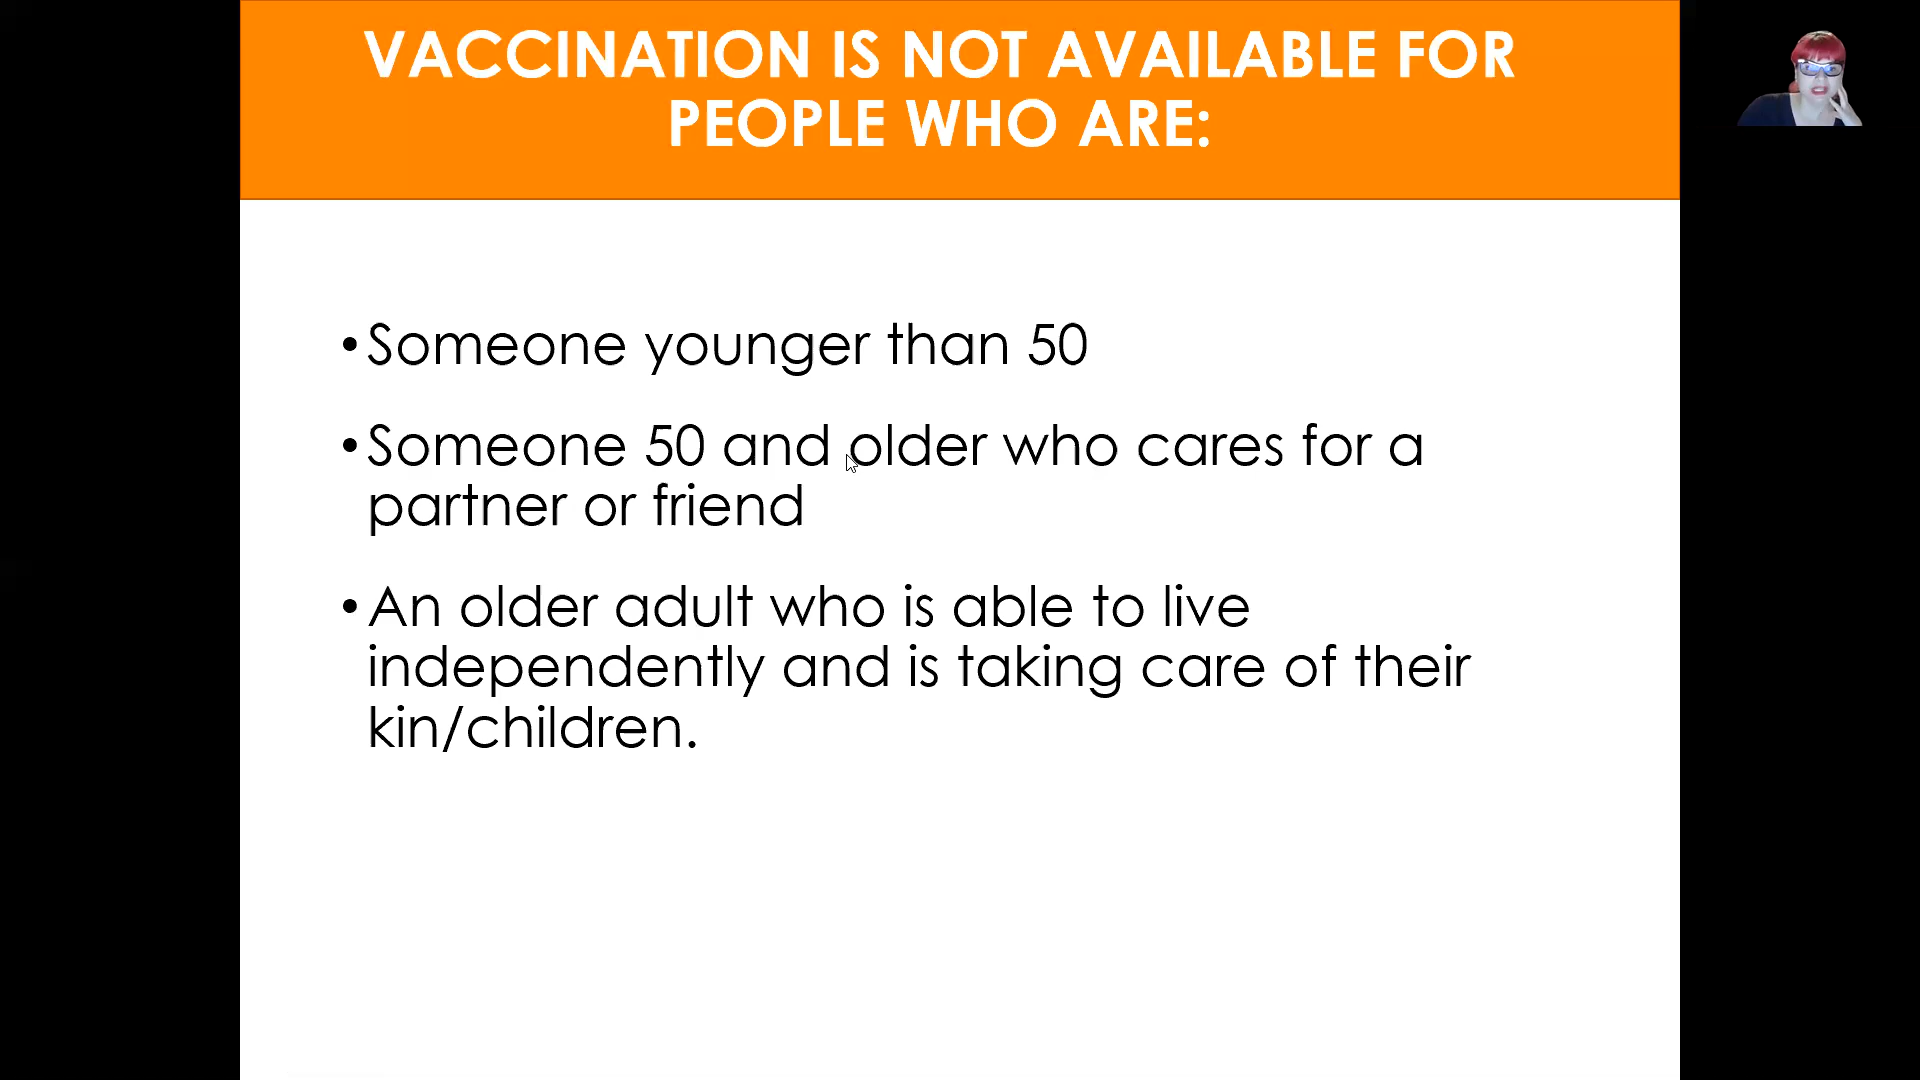 VACCINATION IS NOT AVAILABLE FOR
PEOPLE WHO ARE:
•Someone younger than 50
•Someone 50 and older who cares for a
partner or friend
•An older adult who is able to live
independently and is taking care of their
kin/children.